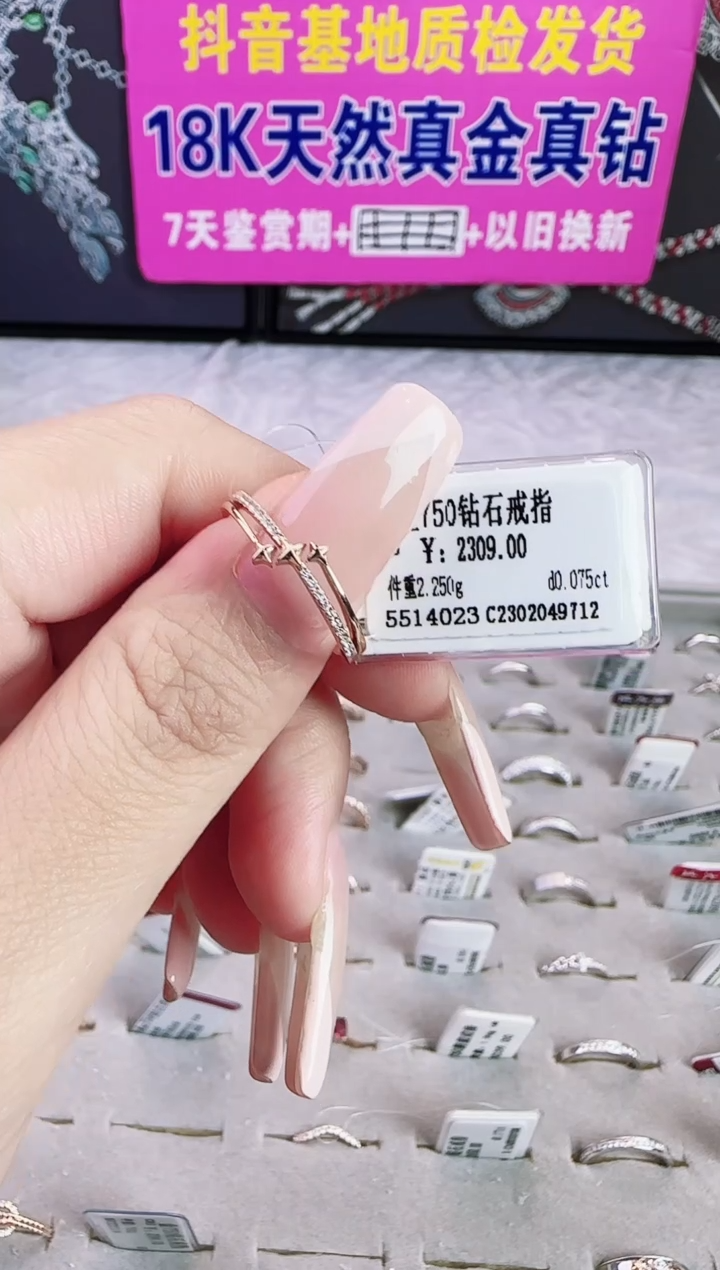 抖音基地质检发货
18K天然真金真钻
7天鉴赏期+
+以旧换新
750钻石戒指
¥: 2309.00
件重2.250g d0.075ct
5514023 C2302049712